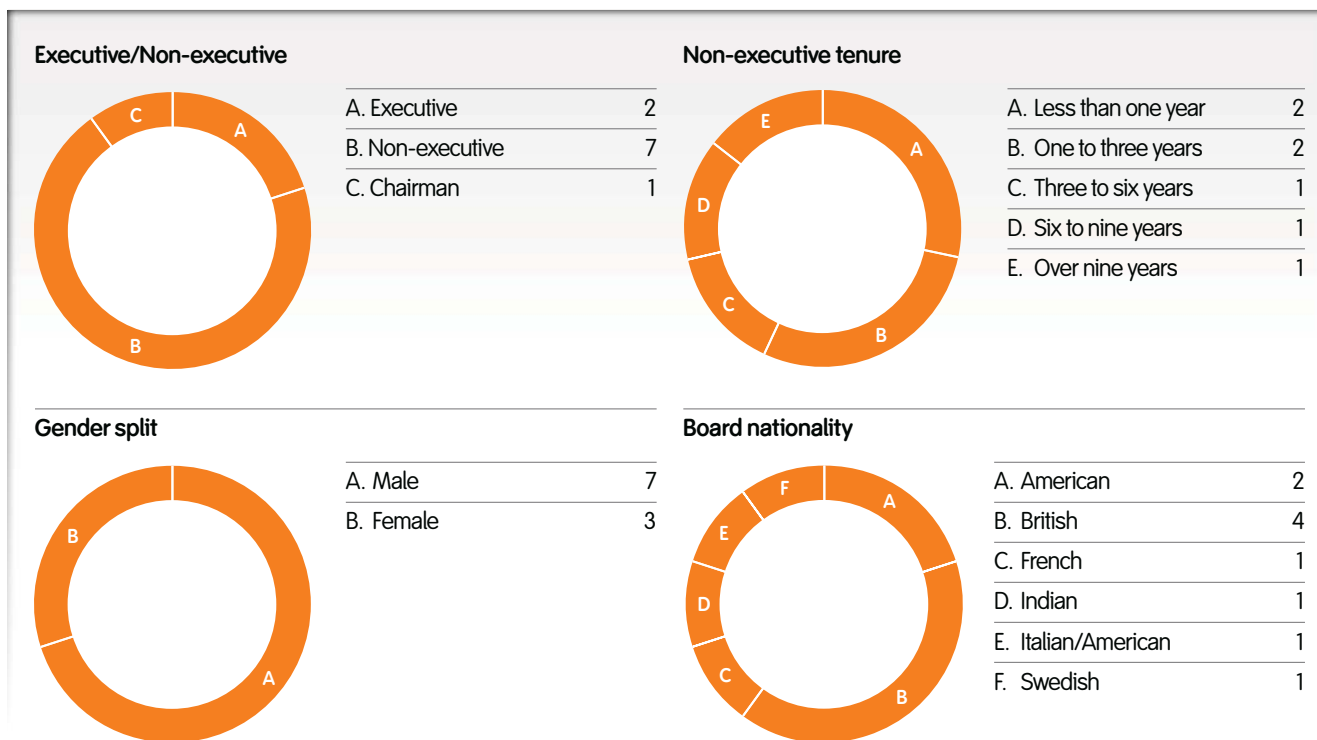 Executive/Non-executive
C
A
B
A. Executive 2
B. Non-executive 7
C. Chairman 1
Non-executive tenure
E
A
D
C
B
A. Less than one year 2
B. One to three years 2
C. Three to six years 1
D. Six to nine years 1
E. Over nine years 1
Gender split
B
A
A. Male 7
B. Female 3
Board nationality
F
A
E
D
C
B
A. American 2
B. British 4
C. French 1
D. Indian 1
E. Italian/American 1
F. Swedish 1